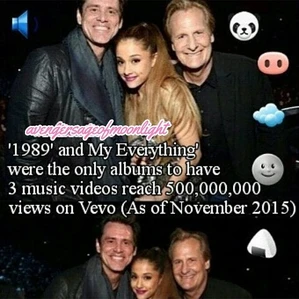 avengersageofmoonlight
'1989' and My Everything'
were the only albums to have
3 music videos reach 500,000,000
views on Vevo (As of November 2015)